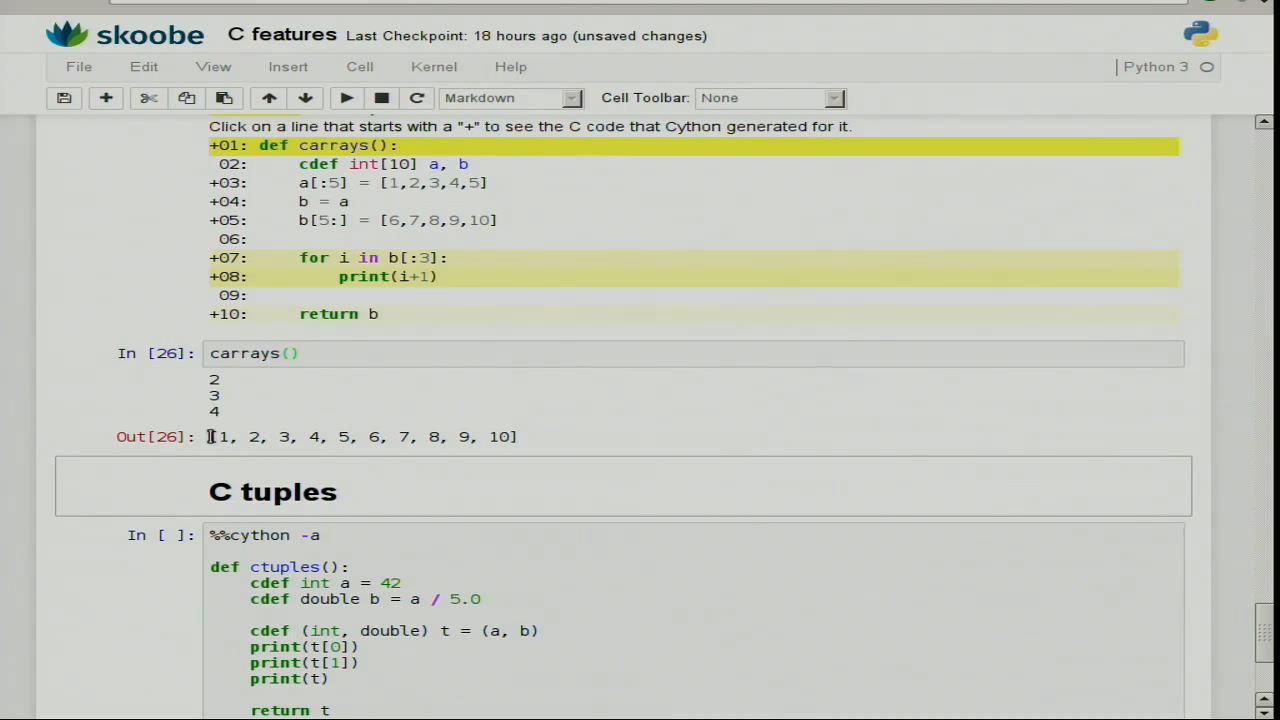 skoobe C features Last Checkpoint: 18 hours ago (unsaved changes)
File Edit View Insert Cell Kernel Help Python 3
Markdown Cell Toolbar: None
Click on a line that starts with a "+" to see the C code that Cython generated for it.
+01: def carrays():
02:     cdef int[10] a, b
+03:     a[:5] = [1,2,3,4,5]
+04:     b = a
+05:     b[5:] = [6,7,8,9,10]
06:
+07:     for i in b[:3]:
+08:         print(i+1)
09:
+10:     return b
In [26]: carrays()
2
3
4
Out[26]: [1, 2, 3, 4, 5, 6, 7, 8, 9, 10]
C tuples
In [ ]: %%cython -a
def ctuples():
    cdef int a = 42
    cdef double b = a / 5.0
    cdef (int, double) t = (a, b)
    print(t[0])
    print(t[1])
    print(t)
    return t